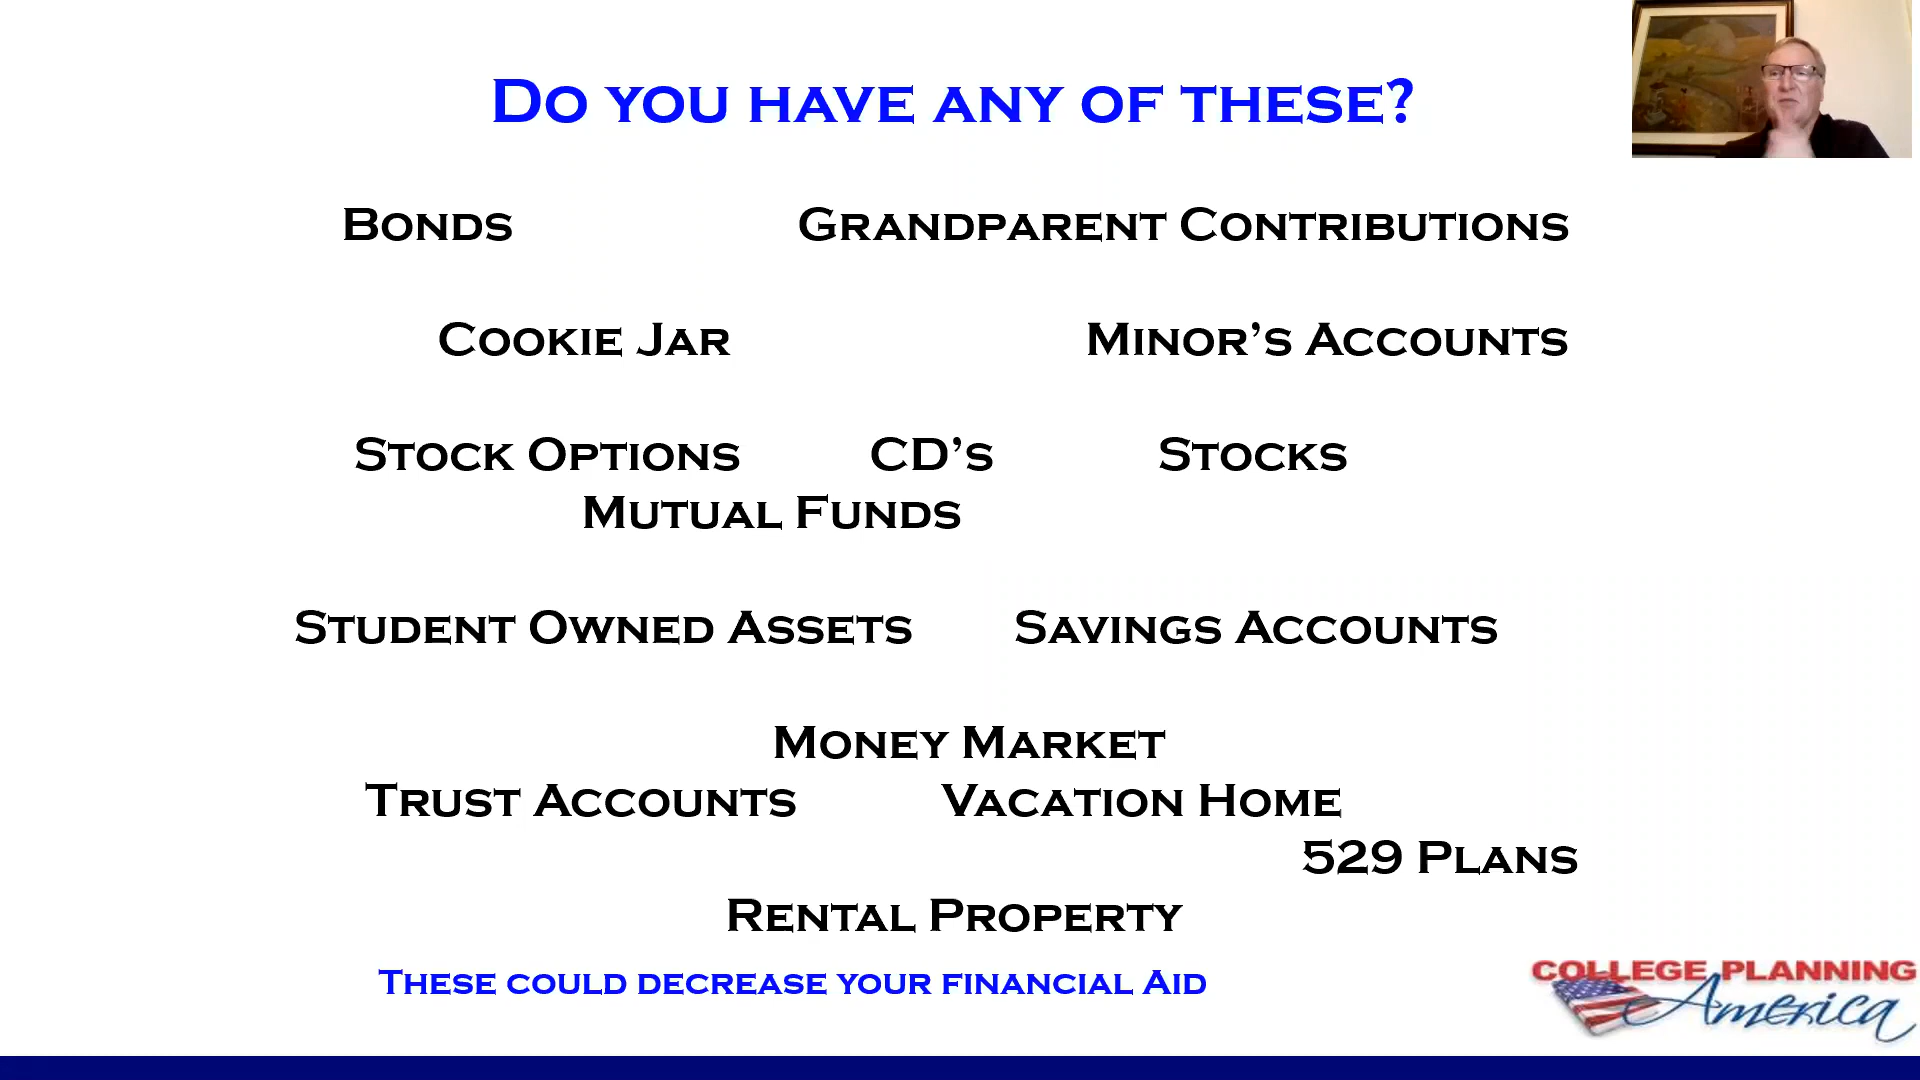 Do you have any of these?
Bonds Grandparent Contributions
Cookie Jar Minor’s Accounts
Stock Options CD’s Stocks
Mutual Funds
Student Owned Assets Savings Accounts
Money Market
Trust Accounts Vacation Home
529 Plans
Rental Property
These could decrease your financial Aid
COLLEGE PLANNING
America